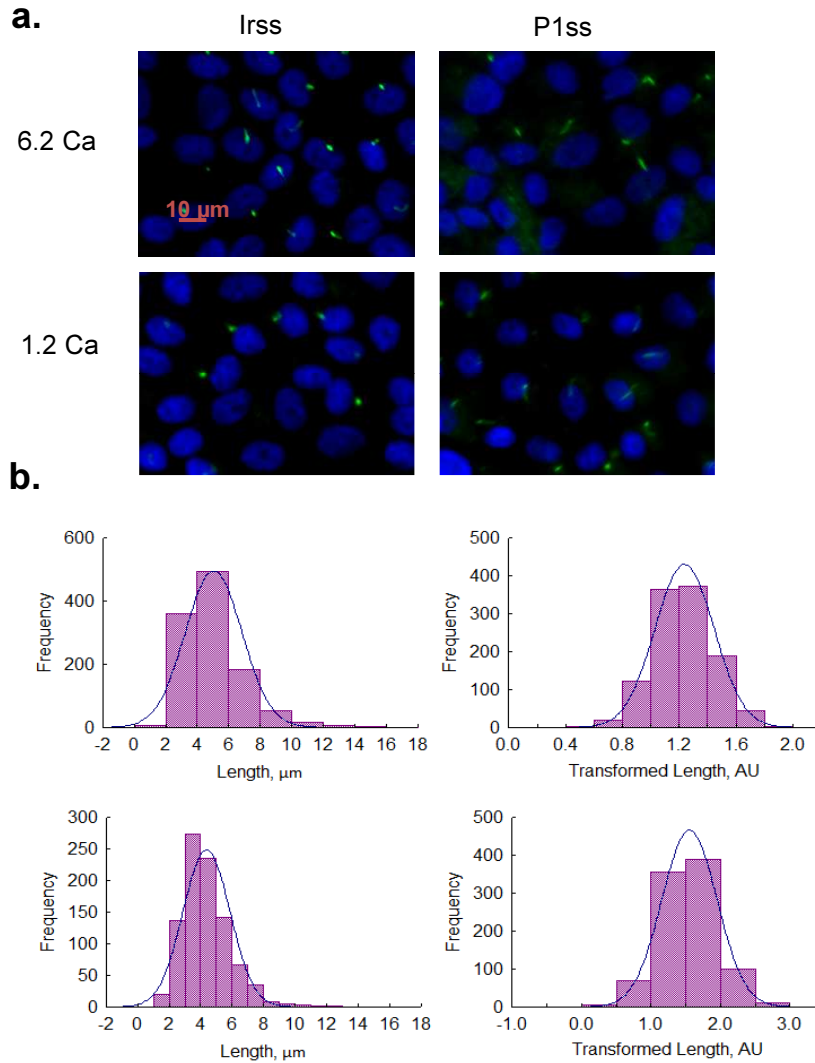 a.
Irss P1ss
6.2 Ca
10 µm
1.2 Ca
b.
600
400
200
0
Frequency
-2 0 2 4 6 8 10 12 14 16 18
Length, µm
500
400
300
200
100
0
Frequency
0.0 0.4 0.8 1.2 1.6 2.0
Transformed Length, AU
300
250
200
150
100
50
0
Frequency
-2 0 2 4 6 8 10 12 14 16 18
Length, µm
500
400
300
200
100
0
Frequency
-1.0 0.0 1.0 2.0 3.0
Transformed Length, AU